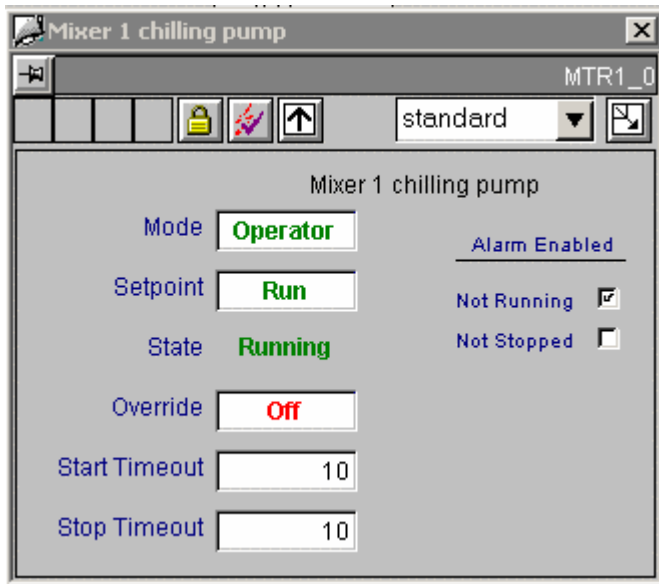 Mixer 1 chilling pump
MTR1_0
standard
Mixer 1 chilling pump
Mode Operator
Alarm Enabled
Setpoint Run
Not Running
State Running
Not Stopped
Override Off
Start Timeout 10
Stop Timeout 10